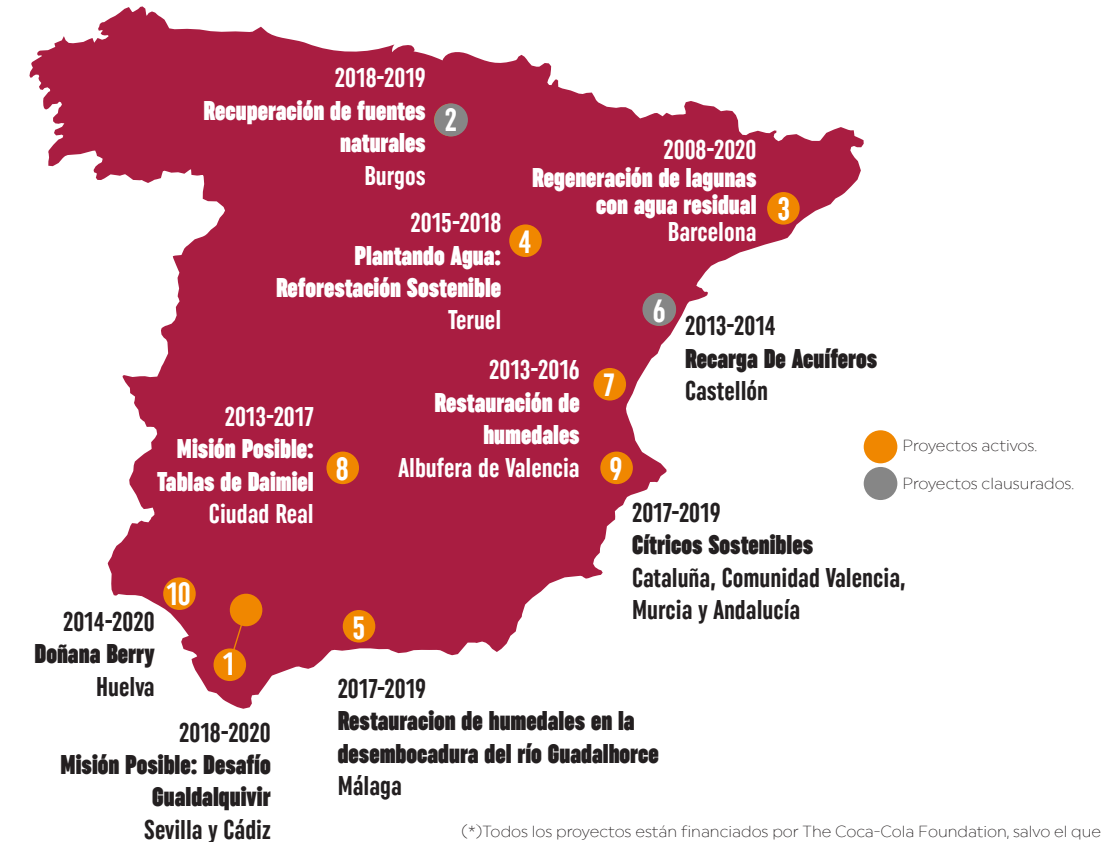 2018-2019
Recuperación de fuentes
naturales
Burgos
2
2008-2020
Regeneración de lagunas
con agua residual
Barcelona
3
2015-2018
Plantando Agua:
Reforestación Sostenible
Teruel
4
6
2013-2014
Recarga De Acuíferos
Castellón
2013-2016
Restauración de
humedales
Albufera de Valencia
7
2013-2017
Misión Posible:
Tablas de Daimiel
Ciudad Real
8
9
2017-2019
Cítricos Sostenibles
Cataluña, Comunidad Valencia,
Murcia y Andalucía
Proyectos activos.
Proyectos clausurados.
10
2014-2020
Doñana Berry
Huelva
1
2018-2020
Misión Posible: Desafío
Gualdalquivir
Sevilla y Cádiz
5
2017-2019
Restauracion de humedales en la
desembocadura del río Guadalhorce
Málaga
(*)Todos los proyectos están financiados por The Coca-Cola Foundation, salvo el que